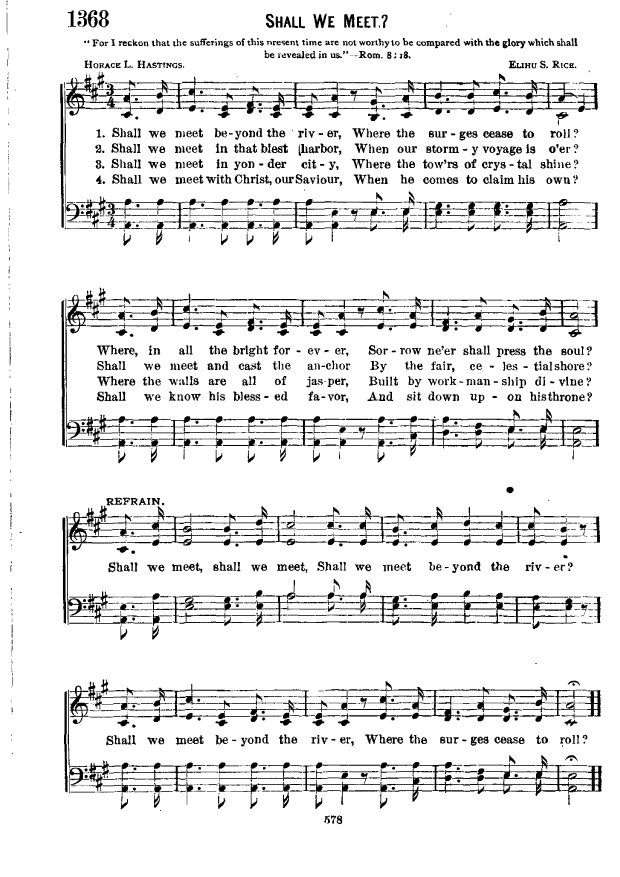 1368
SHALL WE MEET?
"For I reckon that the sufferings of this present time are not worthy to be compared with the glory which shall
be revealed in us."—Rom. 8:18.
HORACE L. HASTINGS. ELIHU S. RICE.
1. Shall we meet be-yond the riv-er, Where the sur-ges cease to roll?
2. Shall we meet in that blest harbor, When our storm-y voyage is o'er?
3. Shall we meet in yon-der cit-y, Where the tow'rs of crys-tal shine?
4. Shall we meet with Christ, our Saviour, When he comes to claim his own?
Where, in all the bright for-ev-er, Sor-row ne'er shall press the soul?
Shall we meet and cast the an-chor By the fair, ce-les-tial shore?
Where the walls are all of jas-per, Built by work-man-ship di-vine?
Shall we know his bless-ed fa-vor, And sit down up-on his throne?
REFRAIN.
Shall we meet, shall we meet, Shall we meet be-yond the riv-er?
Shall we meet be-yond the riv-er, Where the sur-ges cease to roll?
578